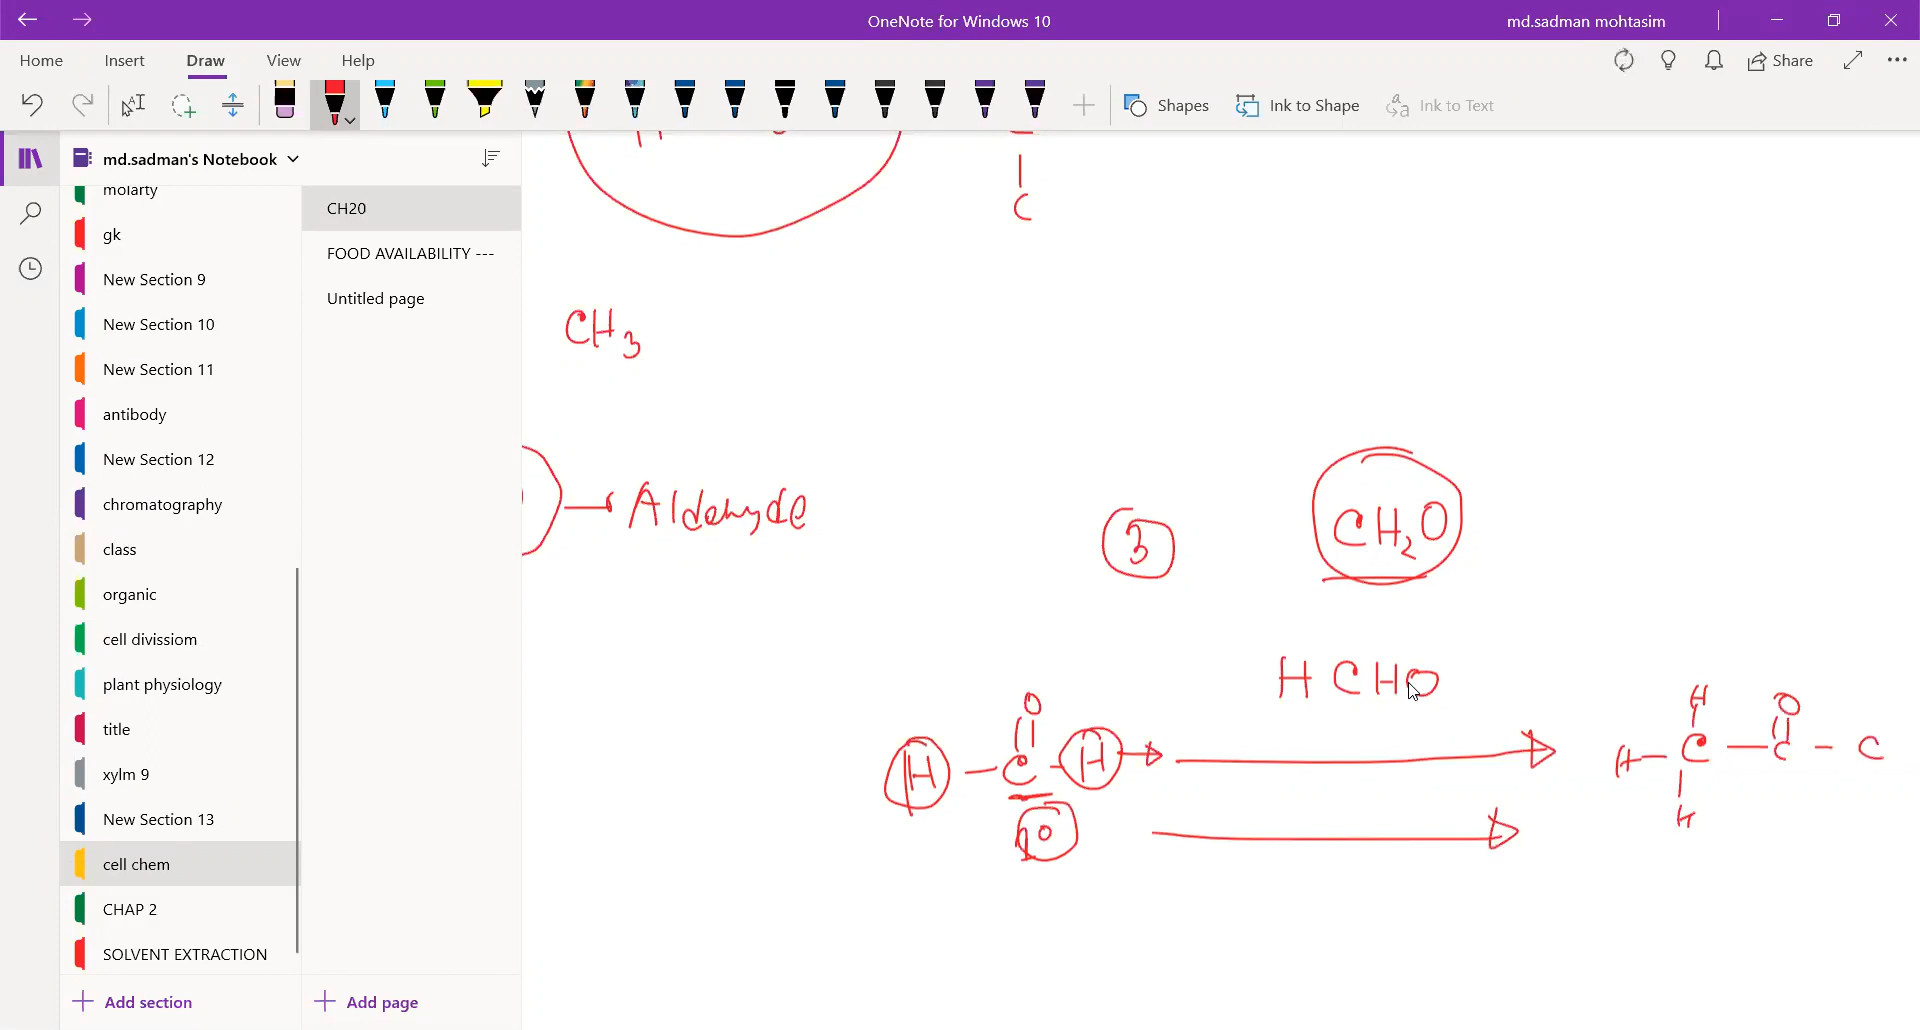 OneNote for Windows 10
md.sadman mohtasim
Home Insert Draw View Help
Share
Shapes Ink to Shape Ink to Text
md.sadman's Notebook
molarty
gk
New Section 9
New Section 10
New Section 11
antibody
New Section 12
chromatography
class
organic
cell divissiom
plant physiology
title
xylm 9
New Section 13
cell chem
CHAP 2
SOLVENT EXTRACTION
Add section
CH20
FOOD AVAILABILITY ---
Untitled page
Add page
C
CH3
Aldehyde
3
CH2O
HCHO
O
H C H
1o
H O
H C C C
H